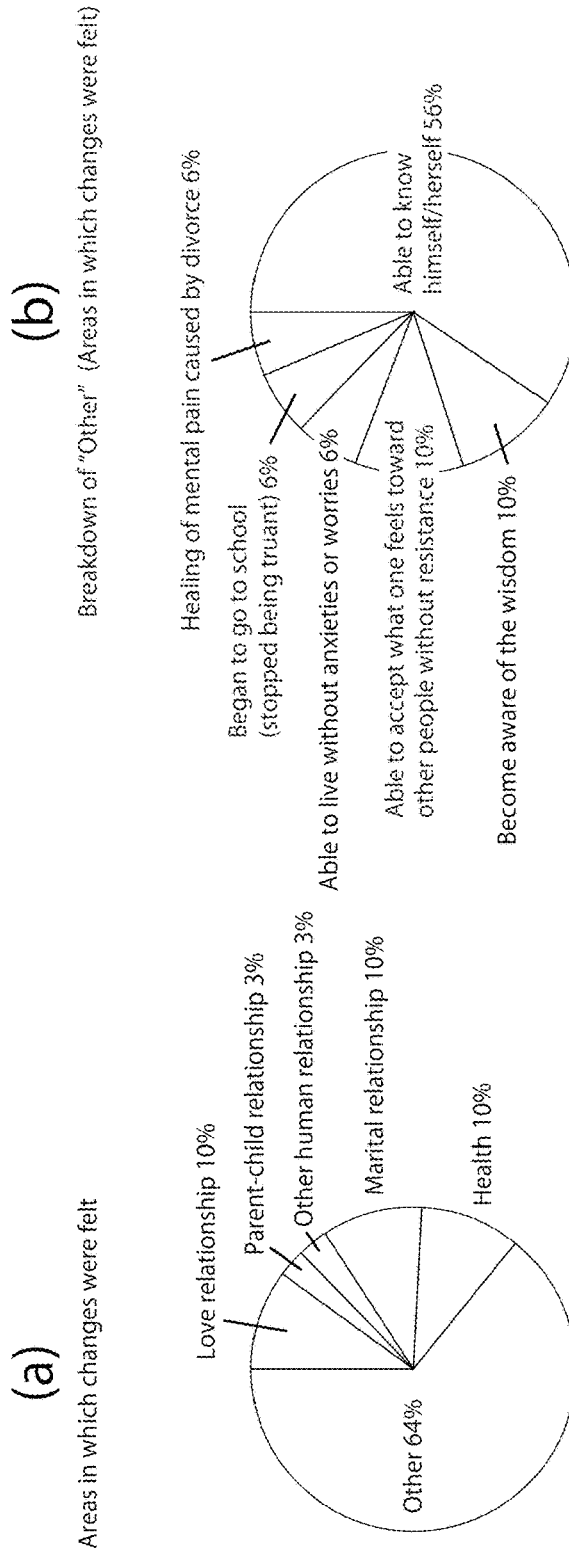 (a)
Areas in which changes were felt
Love relationship 10%
Parent-child relationship 3%
Other human relationship 3%
Marital relationship 10%
Health 10%
Other 64%
(b)
Breakdown of "Other" (Areas in which changes were felt)
Healing of mental pain caused by divorce 6%
Began to go to school
(stopped being truant) 6%
Able to live without anxieties or worries 6%
Able to accept what one feels toward
other people without resistance 10%
Become aware of the wisdom 10%
Able to know
himself/herself 56%